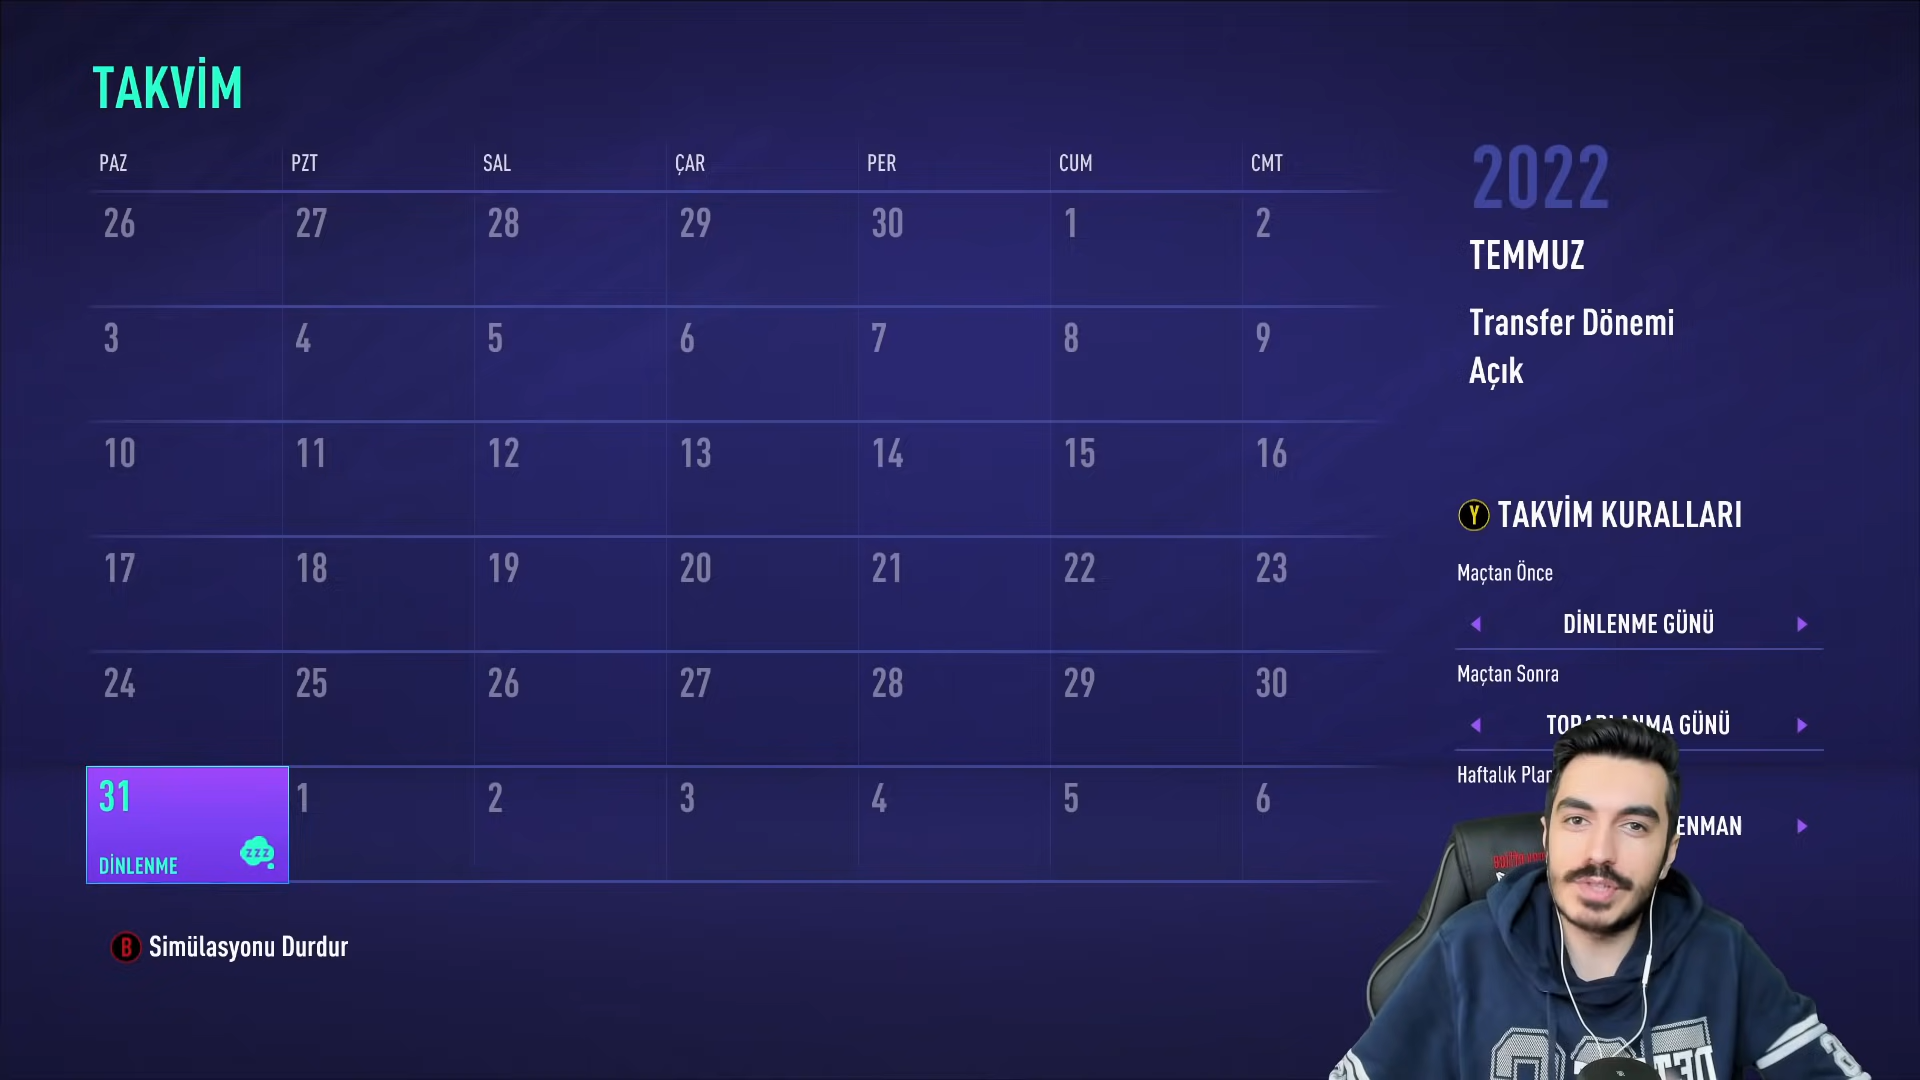 TAKVİM
PAZ PZT SAL ÇAR PER CUM CMT
26 27 28 29 30 1 2
3 4 5 6 7 8 9
10 11 12 13 14 15 16
17 18 19 20 21 22 23
24 25 26 27 28 29 30
31 1 2 3 4 5 6
zzz
DİNLENME
B Simülasyonu Durdur
2022
TEMMUZ
Transfer Dönemi
Açık
Y TAKVİM KURALLARI
Maçtan Önce
DİNLENME GÜNÜ
Maçtan Sonra
GÜNÜ
Haftalık